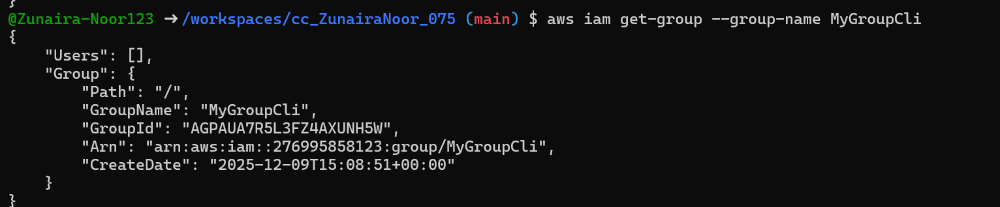 }
@Zunaira-Noor123 ➜ /workspaces/cc_ZunairaNoor_075 (main) $ aws iam get-group --group-name MyGroupCli
{
    "Users": [],
    "Group": {
        "Path": "/",
        "GroupName": "MyGroupCli",
        "GroupId": "AGPAUA7R5L3FZ4AXUNH5W",
        "Arn": "arn:aws:iam::276995858123:group/MyGroupCli",
        "CreateDate": "2025-12-09T15:08:51+00:00"
    }
}